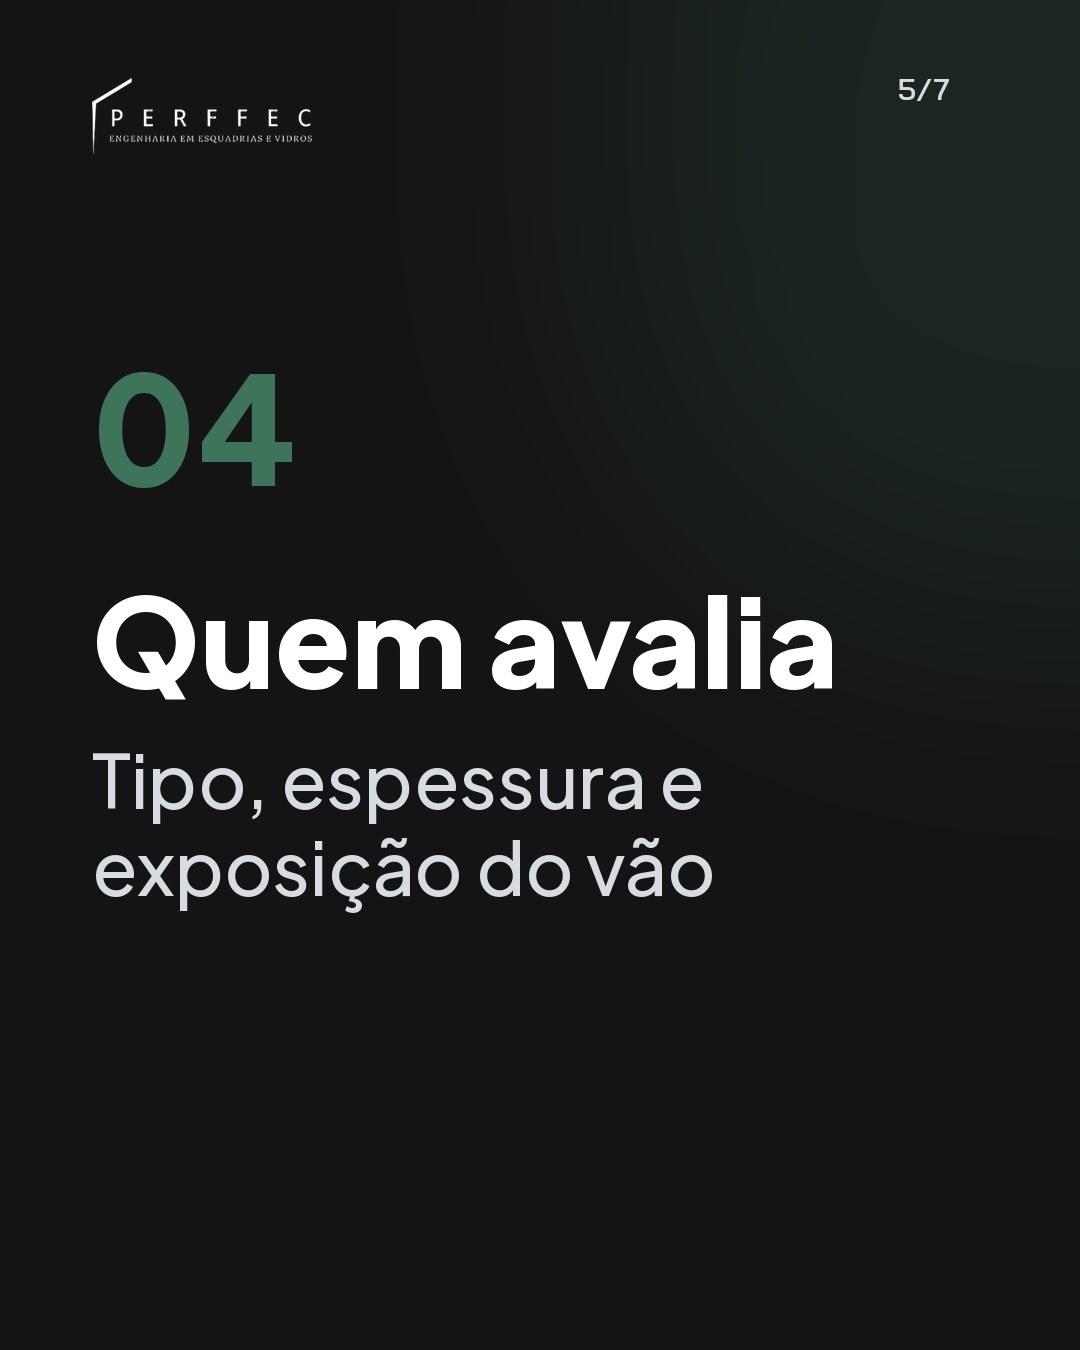 PERFFEC
ENGENHARIA EM ESQUADRIAS E VIDROS
5/7
04
Quem avalia
Tipo, espessura e
exposição do vão